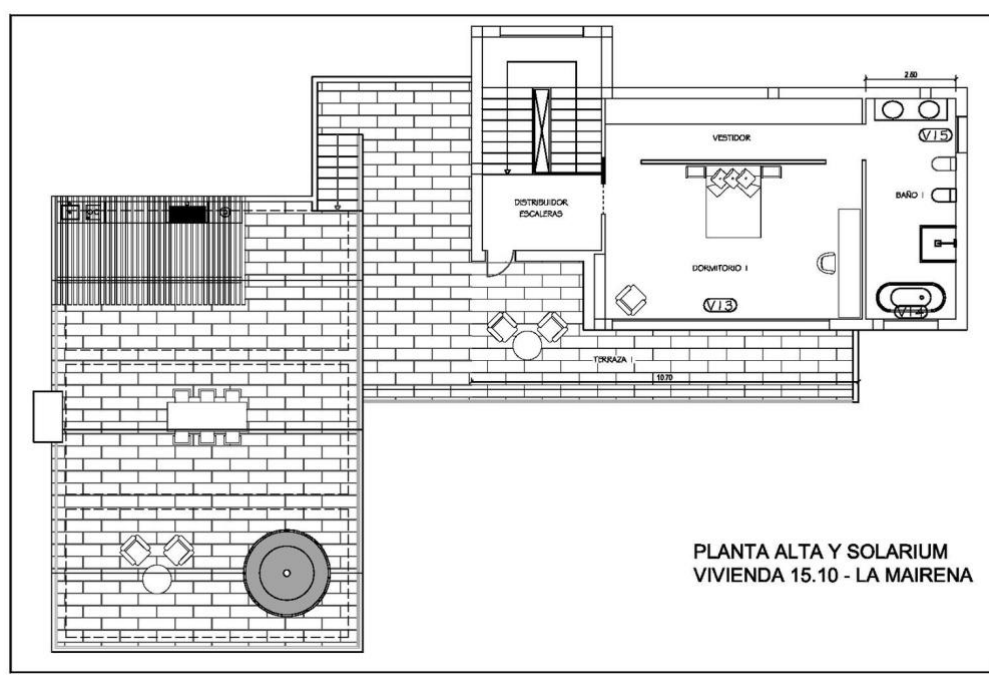 2.80
VESTIDOR
V15
DISTRIBUIDOR
ESCALERAS
BAÑO 1
DORMITORIO 1
V13
V14
TERRAZA 1
10.70
PLANTA ALTA Y SOLARIUM
VIVIENDA 15.10 - LA MAIRENA